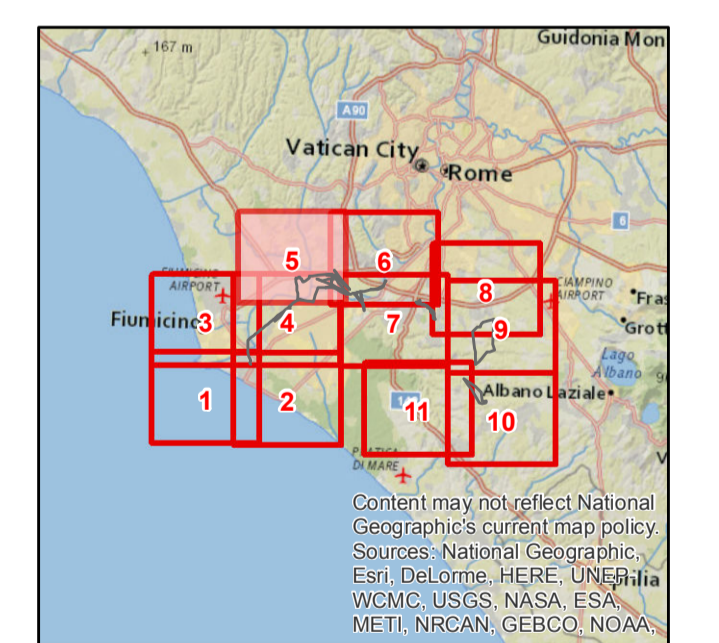 Guidonia Mon
167 m
A90
Vatican City
Rome
6
5
6
FIUMICINO
AIRPORT
8
CIAMPINO
AIRPORT
Fras
Fiumicino
3
4
7
9
Grott
Lago
Albano
1
2
11
Albano Laziale
10
PRATICA
DI MARE
V
Content may not reflect National
Geographic's current map policy.
Sources: National Geographic,
Esri, DeLorme, HERE, UNEP-
WCMC, USGS, NASA, ESA,
METI, NRCAN, GEBCO, NOAA,